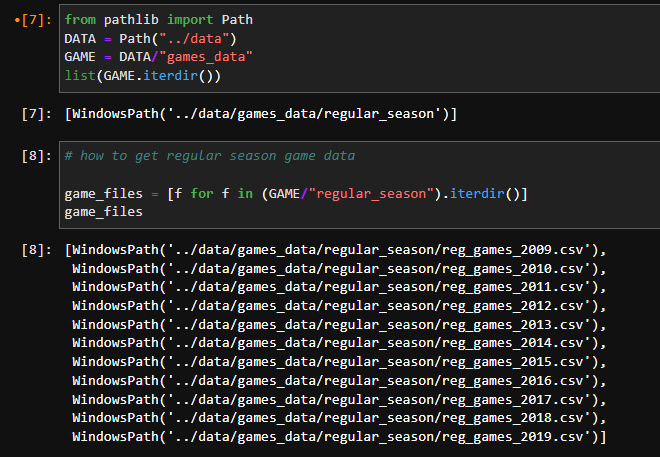 [7]: from pathlib import Path
DATA = Path("../data")
GAME = DATA/"games_data"
list(GAME.iterdir())
[7]: [WindowsPath('../data/games_data/regular_season')]
[8]: # how to get regular season game data
game_files = [f for f in (GAME/"regular_season").iterdir()]
game_files
[8]: [WindowsPath('../data/games_data/regular_season/reg_games_2009.csv'),
WindowsPath('../data/games_data/regular_season/reg_games_2010.csv'),
WindowsPath('../data/games_data/regular_season/reg_games_2011.csv'),
WindowsPath('../data/games_data/regular_season/reg_games_2012.csv'),
WindowsPath('../data/games_data/regular_season/reg_games_2013.csv'),
WindowsPath('../data/games_data/regular_season/reg_games_2014.csv'),
WindowsPath('../data/games_data/regular_season/reg_games_2015.csv'),
WindowsPath('../data/games_data/regular_season/reg_games_2016.csv'),
WindowsPath('../data/games_data/regular_season/reg_games_2017.csv'),
WindowsPath('../data/games_data/regular_season/reg_games_2018.csv'),
WindowsPath('../data/games_data/regular_season/reg_games_2019.csv')]